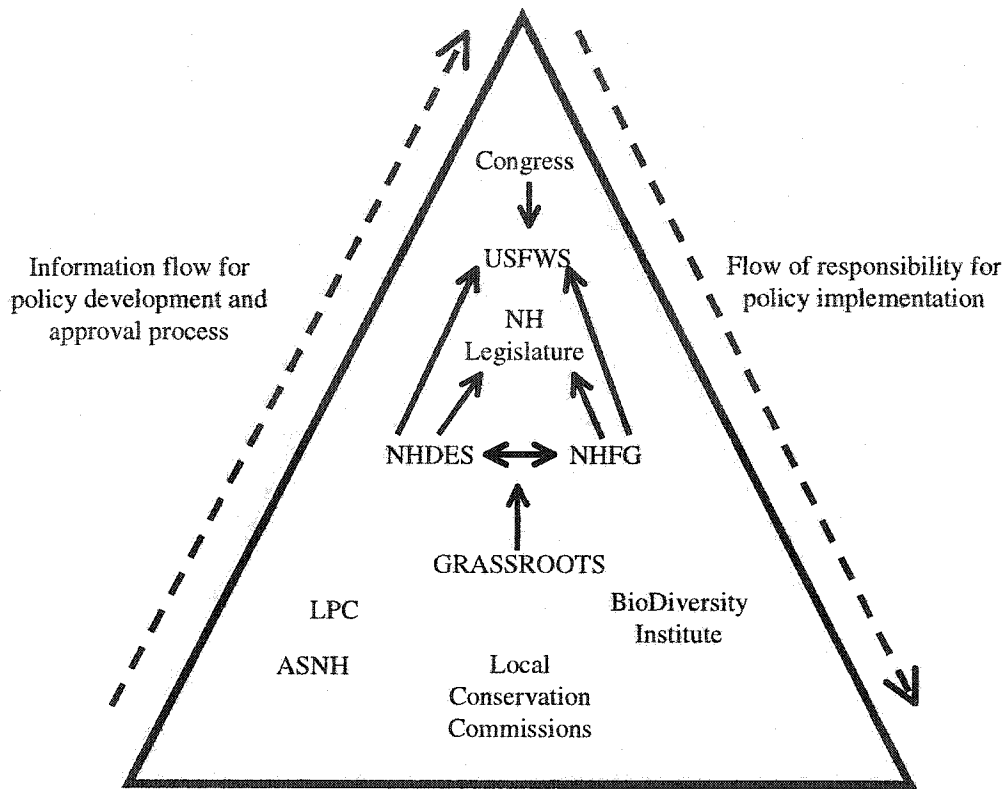 Congress
USFWS
Information flow for
policy development and
approval process
Flow of responsibility for
policy implementation
NH
Legislature
NHDES
NHFG
GRASSROOTS
LPC
BioDiversity
Institute
ASNH
Local
Conservation
Commissions